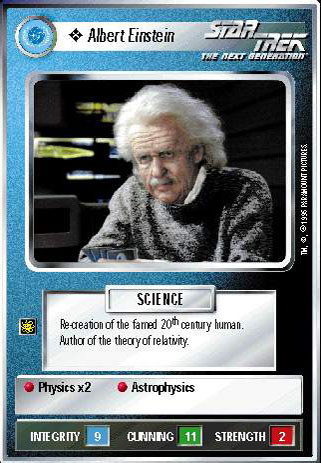 ❖ Albert Einstein
STAR TREK
THE NEXT GENERATION
TM, ©, © 1995 PARAMOUNT PICTURES.
SCIENCE
Re-creation of the famed 20th century human.
Author of the theory of relativity.
Physics x2 Astrophysics
INTEGRITY 9 CUNNING 11 STRENGTH 2